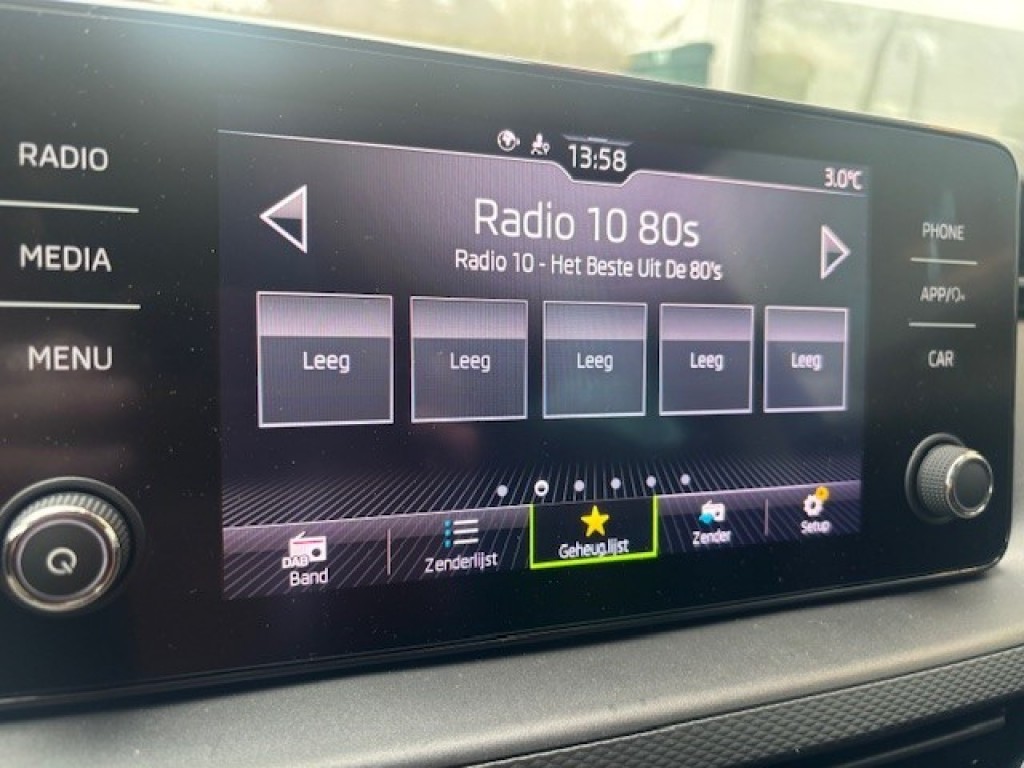 RADIO
MEDIA
MENU
13:58
3.0°C
Radio 10 80s
Radio 10 - Het Beste Uit De 80's
Leeg
Leeg
Leeg
Leeg
Leeg
DAB
Band
Zenderlijst
Geheug.lijst
Zender
Setup
PHONE
APP/
CAR